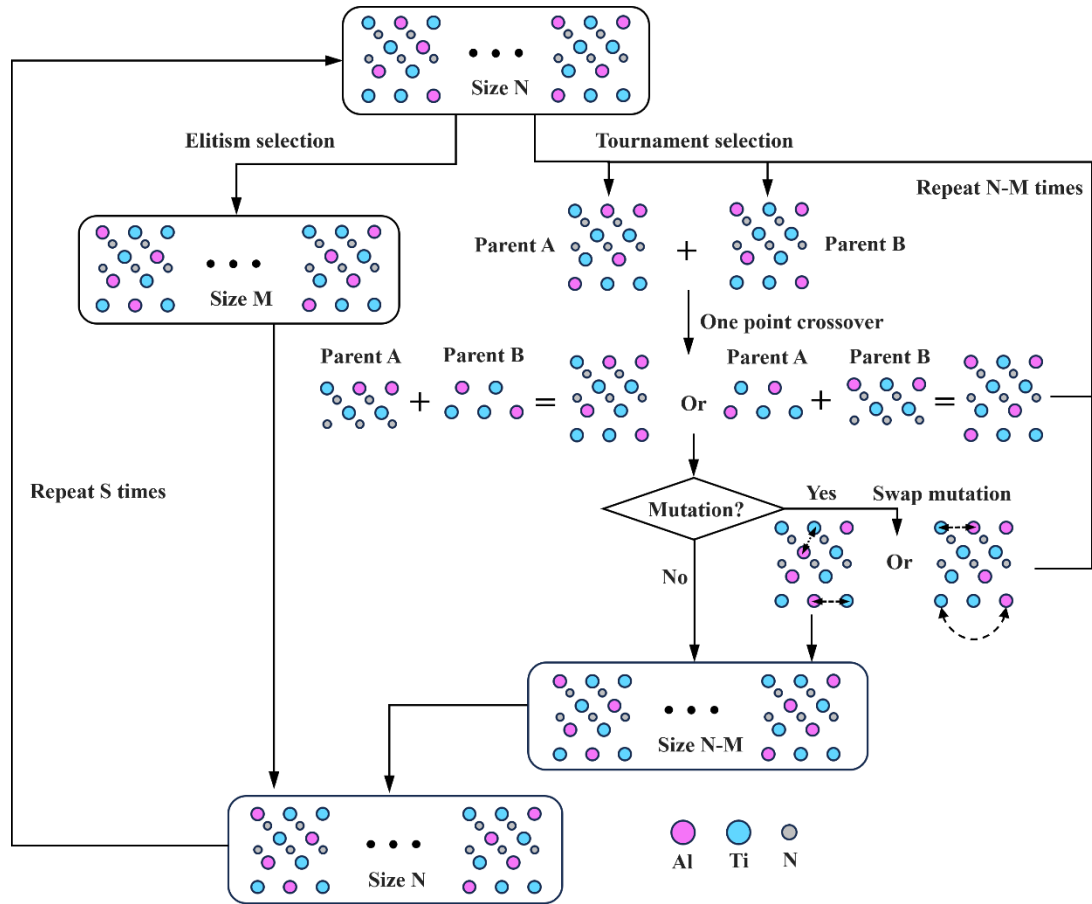 • • •
Size N
Elitism selection
Tournament selection
Repeat N-M times
Parent A
+
Parent B
• • •
Size M
One point crossover
Parent A
Parent B
Parent A
Parent B
+
=
Or
+
=
Repeat S times
Mutation?
Yes
Swap mutation
Or
No
• • •
Size N-M
• • •
Size N
Al
Ti
N